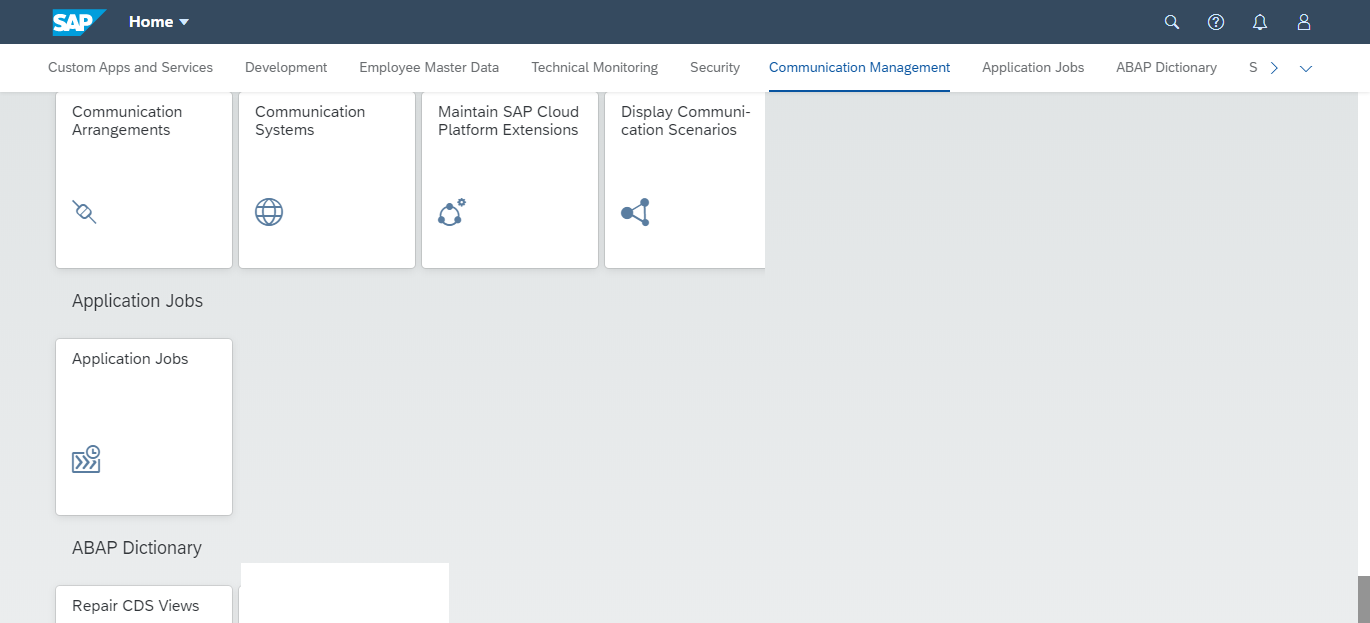 SAP Home
Custom Apps and Services Development Employee Master Data Technical Monitoring Security Communication Management Application Jobs ABAP Dictionary S
Communication
Arrangements
Communication
Systems
Maintain SAP Cloud
Platform Extensions
Display Communi-
cation Scenarios
Application Jobs
Application Jobs
ABAP Dictionary
Repair CDS Views